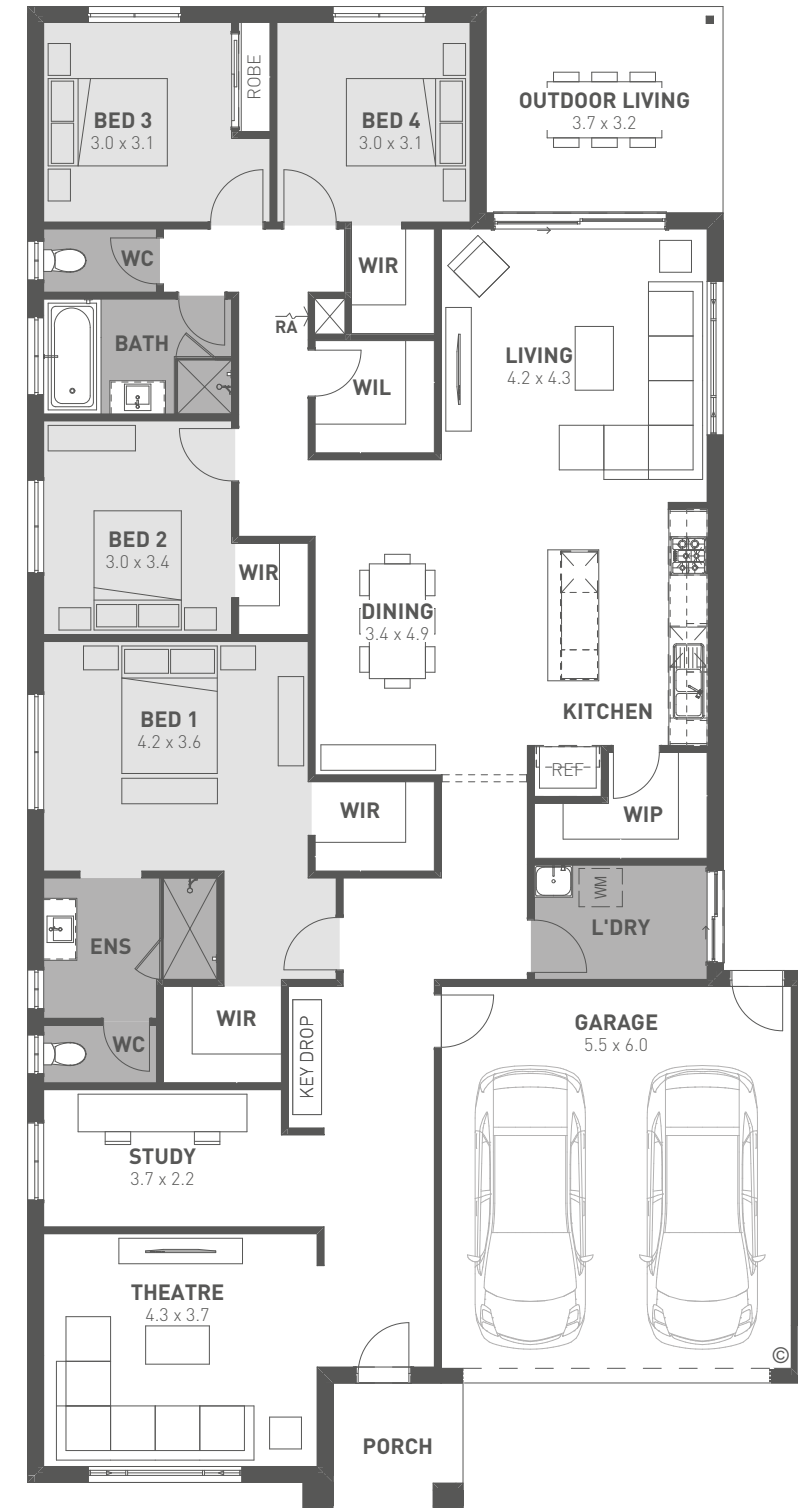 BED 3
3.0 x 3.1
ROBE
BED 4
3.0 x 3.1
OUTDOOR LIVING
3.7 x 3.2
WC
WIR
BATH
RA
WIL
LIVING
4.2 x 4.3
BED 2
3.0 x 3.4
WIR
DINING
3.4 x 4.9
BED 1
4.2 x 3.6
KITCHEN
REF
WIR
WIP
WM
L'DRY
ENS
WIR
WC
KEY DROP
GARAGE
5.5 x 6.0
STUDY
3.7 x 2.2
THEATRE
4.3 x 3.7
©
PORCH